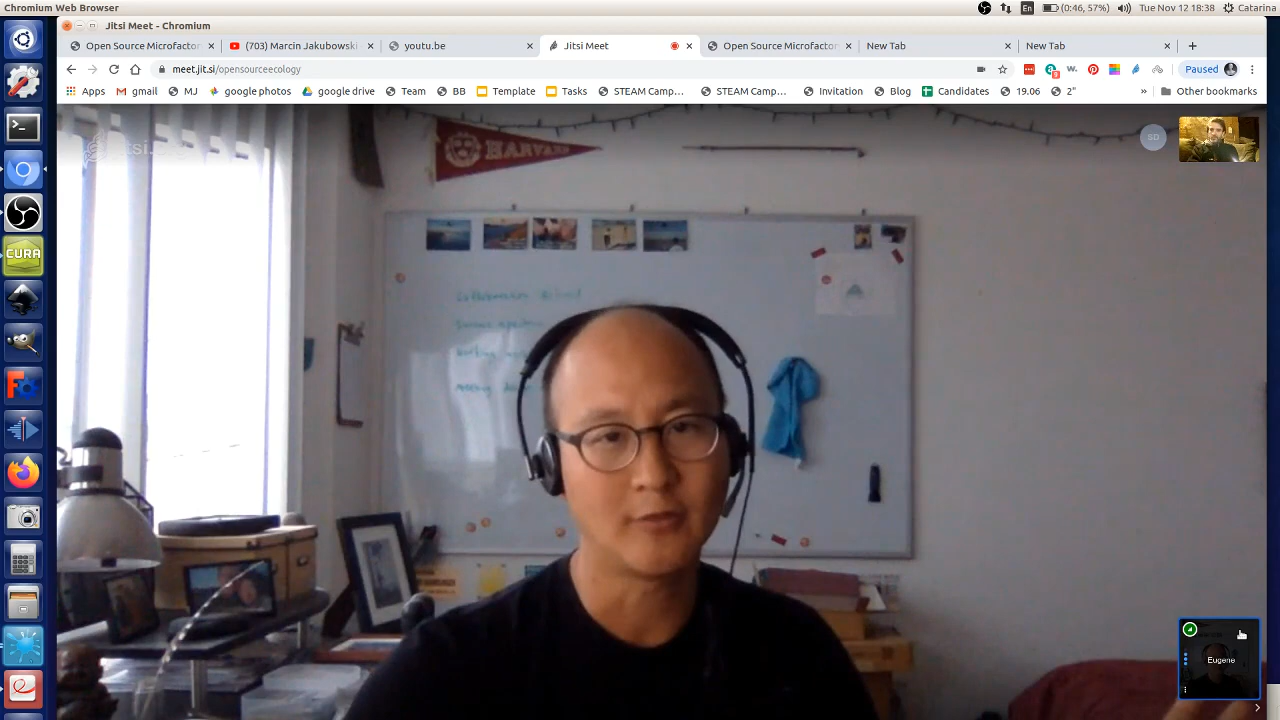 Chromium Web Browser
En
(0:46, 57%)
Tue Nov 12 18:38
Catarina
Jitsi Meet - Chromium
Open Source Microfactor
(703) Marcin Jakubowski
youtu.be
Jitsi Meet
Open Source Microfactor
New Tab
New Tab
meet.jit.si/opensourceecology
Paused
Apps
gmail
MJ
google photos
google drive
Team
BB
Template
Tasks
STEAM Camp...
STEAM C...
Invitation
Blog
Candidates
19.06
2"
»
Other bookmarks
HARVARD
SD
CURA
Eugene